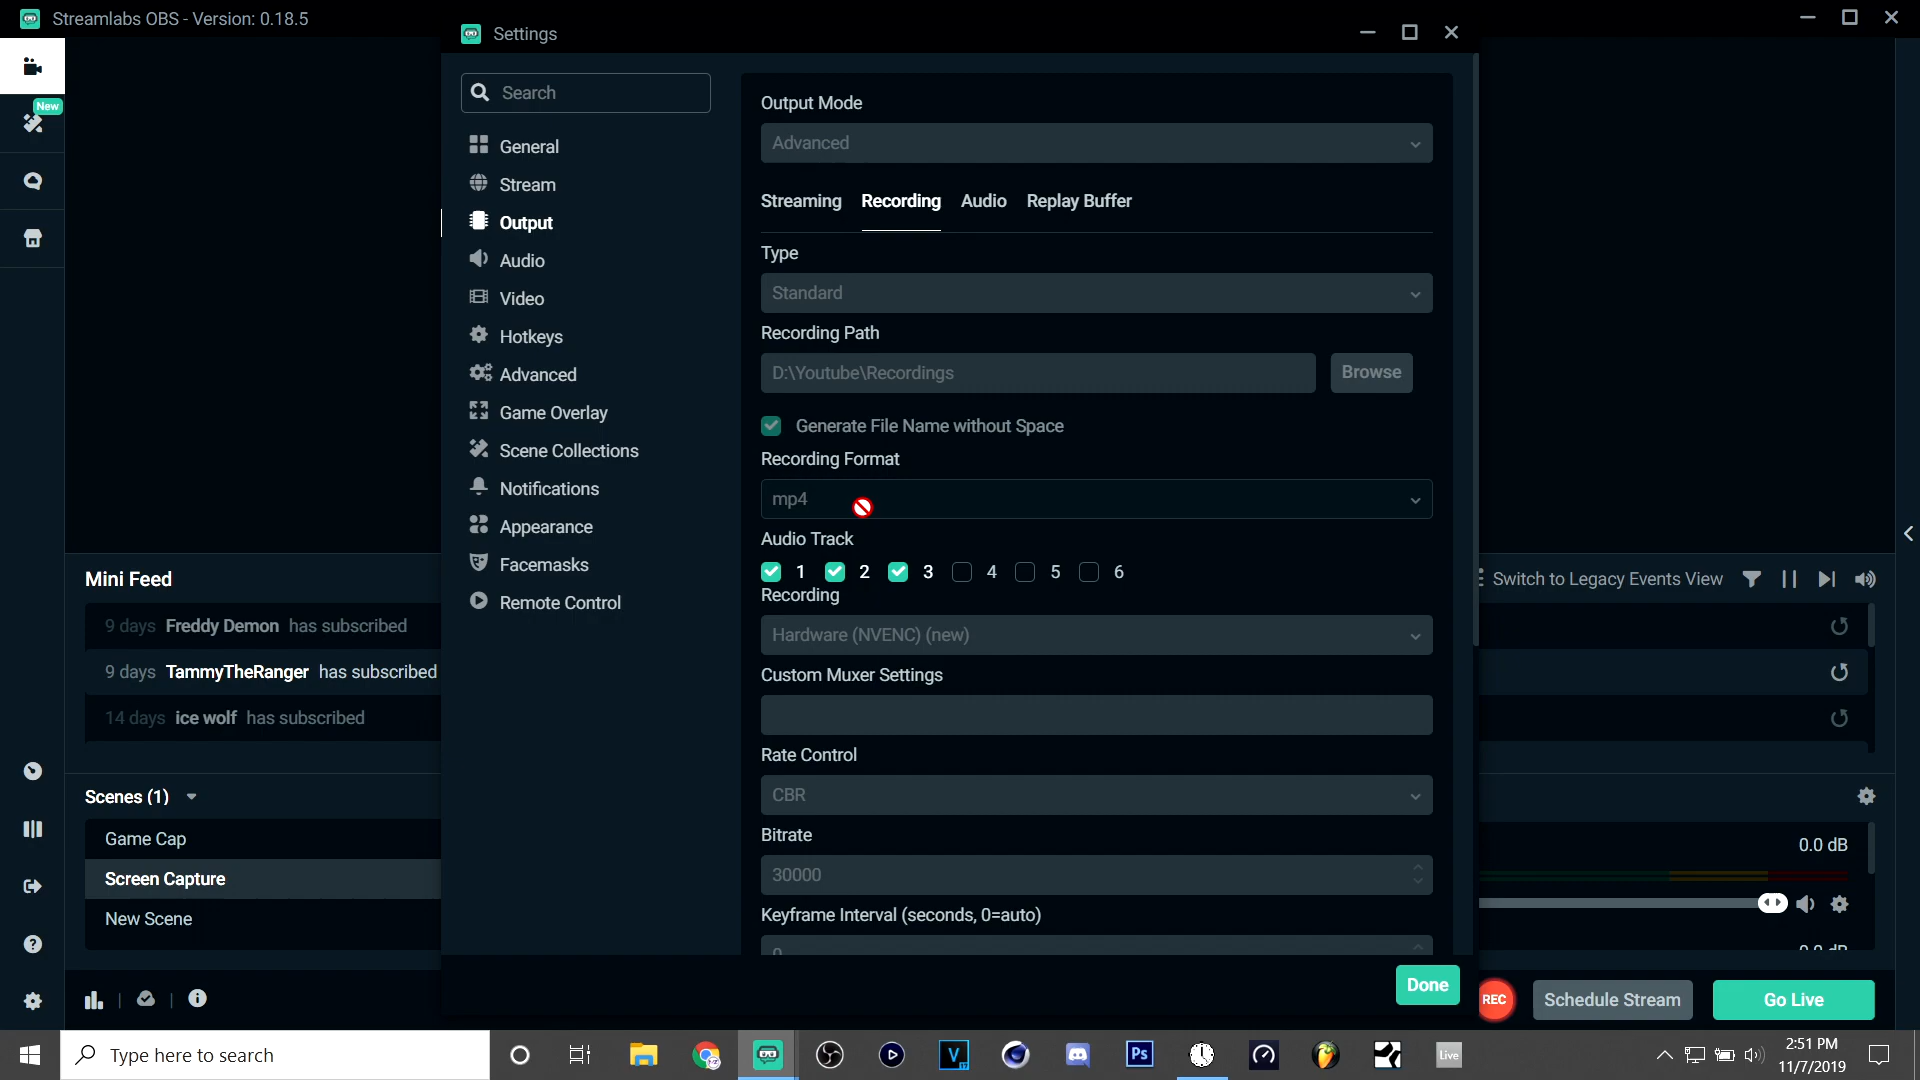 Streamlabs OBS - Version: 0.18.5
Settings
New
Search
General
Stream
Output
Audio
Video
Hotkeys
Advanced
Game Overlay
Scene Collections
Notifications
Appearance
Facemasks
Remote Control
Output Mode
Advanced
Streaming Recording Audio Replay Buffer
Type
Standard
Recording Path
D:\Youtube\Recordings
Browse
Generate File Name without Space
Recording Format
mp4
Audio Track
1 2 3 4 5 6
Recording
Hardware (NVENC) (new)
Custom Muxer Settings
Rate Control
CBR
Bitrate
30000
Keyframe Interval (seconds, 0=auto)
0
Done
Mini Feed
9 days Freddy Demon has subscribed
9 days TammyTheRanger has subscribed
14 days ice wolf has subscribed
Switch to Legacy Events View
Scenes (1)
Game Cap
Screen Capture
New Scene
0.0 dB
0.0 dB
REC
Schedule Stream
Go Live
Type here to search
V
17
Ps
Live
2:51 PM
11/7/2019